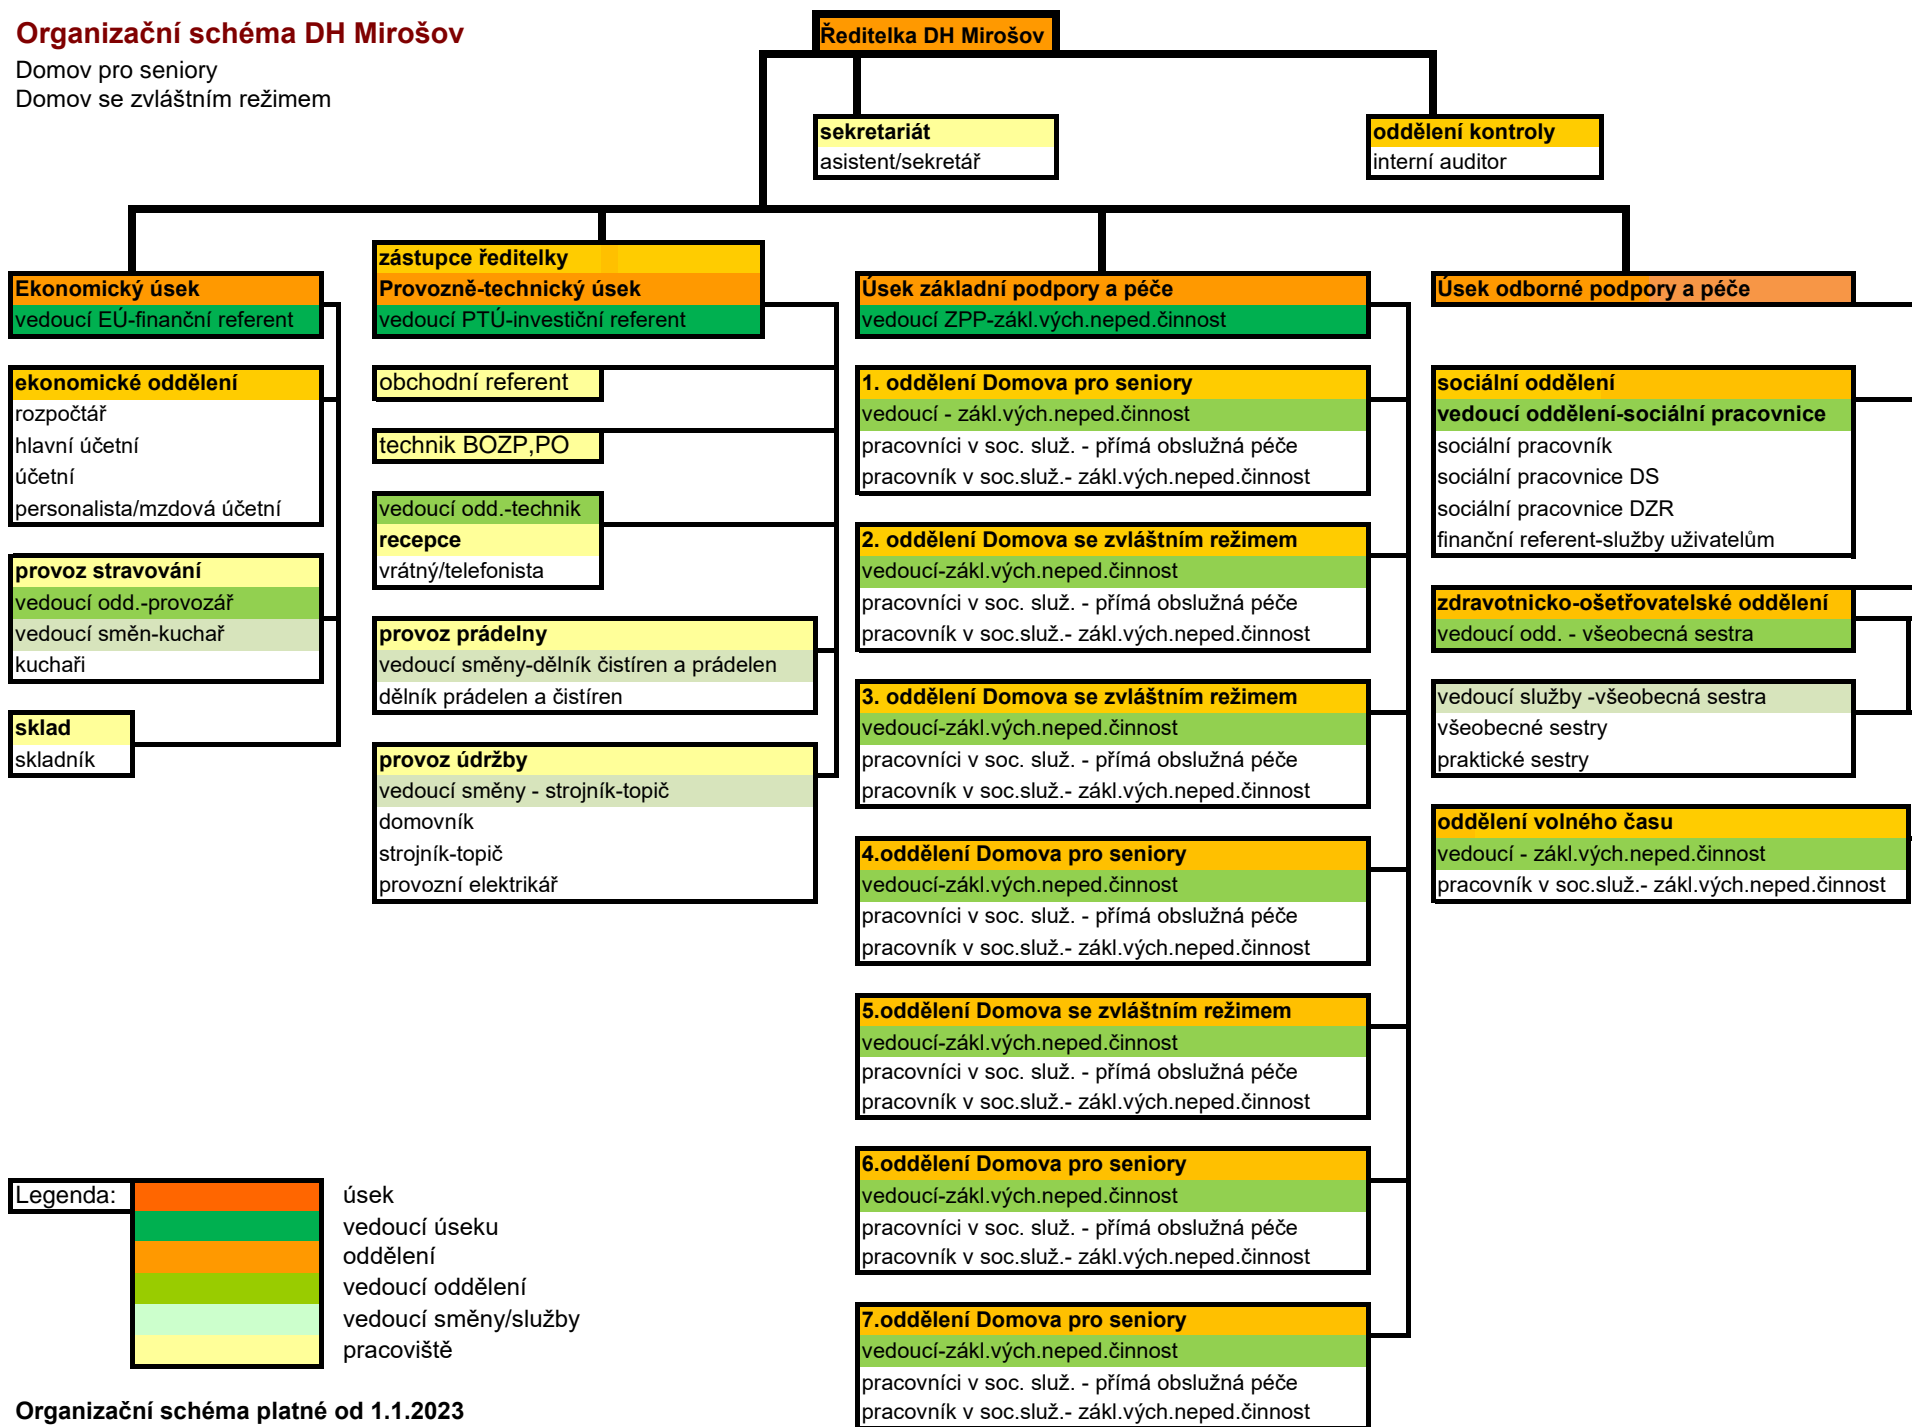 Organizační schéma DH Mirošov
Domov pro seniory
Domov se zvláštním režimem
Ředitelka DH Mirošov
sekretariát
asistent/sekretář
oddělení kontroly
interní auditor
Ekonomický úsek
vedoucí EÚ-finanční referent
ekonomické oddělení
rozpočtář
hlavní účetní
účetní
personalista/mzdová účetní
provoz stravování
vedoucí odd.-provozář
vedoucí směn-kuchař
kuchaři
sklad
skladník
zástupce ředitelky
Provozně-technický úsek
vedoucí PTÚ-investiční referent
obchodní referent
technik BOZP,PO
vedoucí odd.-technik
recepce
vrátný/telefonista
provoz prádelny
vedoucí směny-dělník čistíren a prádelen
dělník prádelen a čistíren
provoz údržby
vedoucí směny - strojník-topič
domovník
strojník-topič
provozní elektrikář
Úsek základní podpory a péče
vedoucí ZPP-zákl.vých.neped.činnost
1. oddělení Domova pro seniory
vedoucí - zákl.vých.neped.činnost
pracovníci v soc. služ. - přímá obslužná péče
pracovník v soc.služ.- zákl.vých.neped.činnost
2. oddělení Domova se zvláštním režimem
vedoucí-zákl.vých.neped.činnost
pracovníci v soc. služ. - přímá obslužná péče
pracovník v soc.služ.- zákl.vých.neped.činnost
3. oddělení Domova se zvláštním režimem
vedoucí-zákl.vých.neped.činnost
pracovníci v soc. služ. - přímá obslužná péče
pracovník v soc.služ.- zákl.vých.neped.činnost
4.oddělení Domova pro seniory
vedoucí-zákl.vých.neped.činnost
pracovníci v soc. služ. - přímá obslužná péče
pracovník v soc.služ.- zákl.vých.neped.činnost
5.oddělení Domova se zvláštním režimem
vedoucí-zákl.vých.neped.činnost
pracovníci v soc. služ. - přímá obslužná péče
pracovník v soc.služ.- zákl.vých.neped.činnost
6.oddělení Domova pro seniory
vedoucí-zákl.vých.neped.činnost
pracovníci v soc. služ. - přímá obslužná péče
pracovník v soc.služ.- zákl.vých.neped.činnost
7.oddělení Domova pro seniory
vedoucí-zákl.vých.neped.činnost
pracovníci v soc. služ. - přímá obslužná péče
pracovník v soc.služ.- zákl.vých.neped.činnost
Úsek odborné podpory a péče
sociální oddělení
vedoucí oddělení-sociální pracovnice
sociální pracovník
sociální pracovnice DS
sociální pracovnice DZR
finanční referent-služby uživatelům
zdravotnicko-ošetřovatelské oddělení
vedoucí odd. - všeobecná sestra
vedoucí služby -všeobecná sestra
všeobecné sestry
praktické sestry
oddělení volného času
vedoucí - zákl.vých.neped.činnost
pracovník v soc.služ.- zákl.vých.neped.činnost
Legenda:
úsek
vedoucí úseku
oddělení
vedoucí oddělení
vedoucí směny/služby
pracoviště
Organizační schéma platné od 1.1.2023